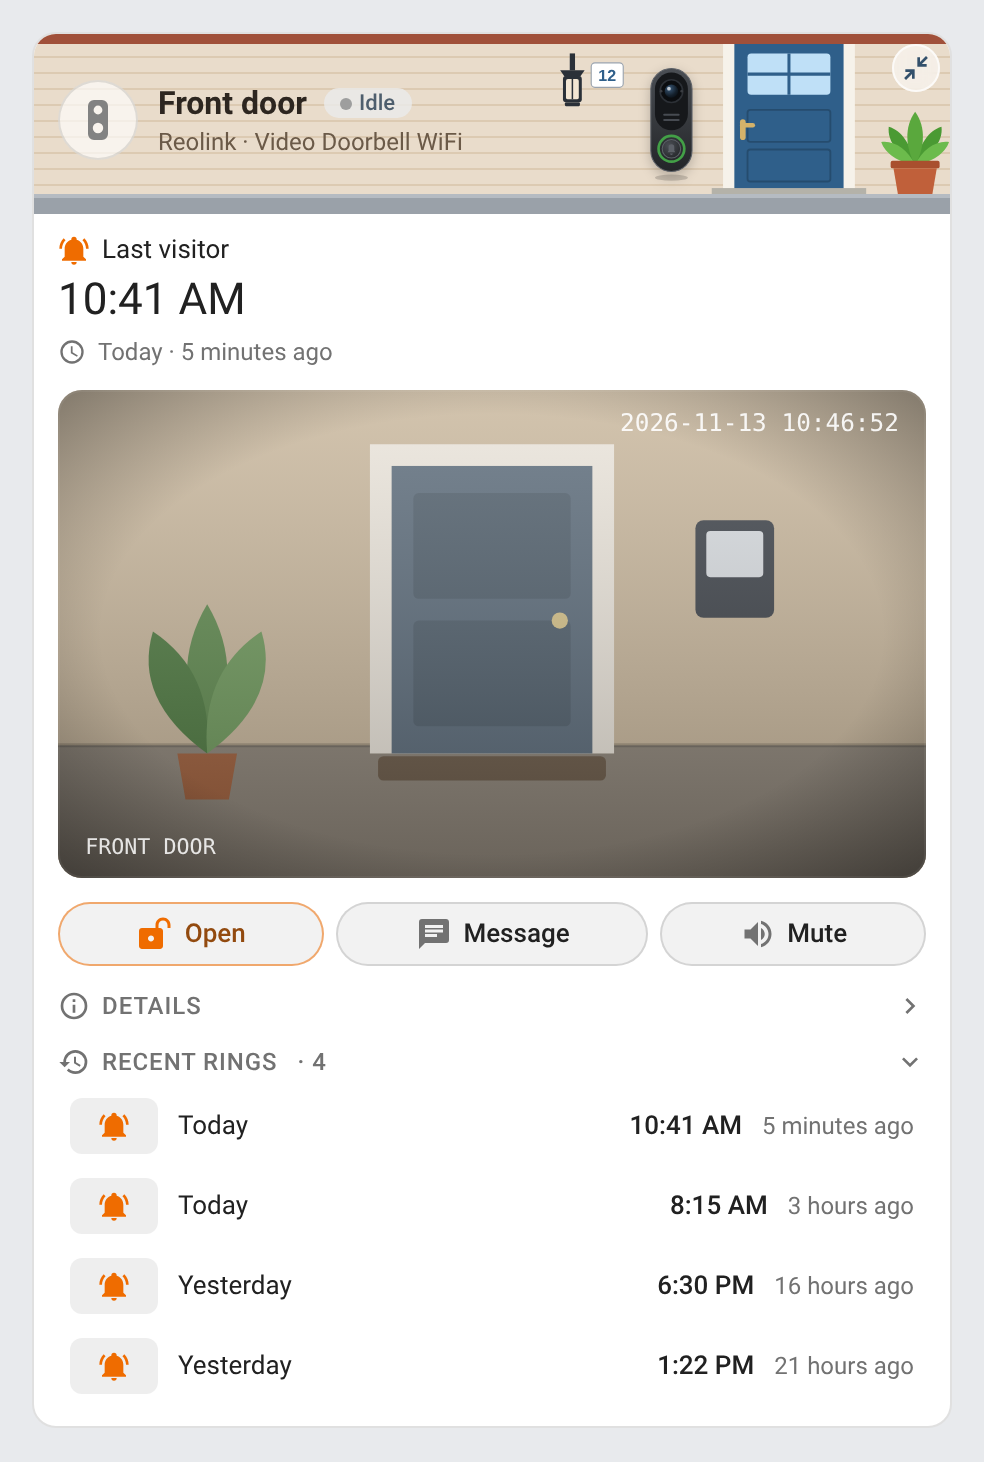 Front door
Idle
12
Reolink · Video Doorbell WiFi
Last visitor
10:41 AM
Today · 5 minutes ago
2026-11-13 10:46:52
FRONT DOOR
Open
Message
Mute
DETAILS
RECENT RINGS · 4
Today 10:41 AM 5 minutes ago
Today 8:15 AM 3 hours ago
Yesterday 6:30 PM 16 hours ago
Yesterday 1:22 PM 21 hours ago